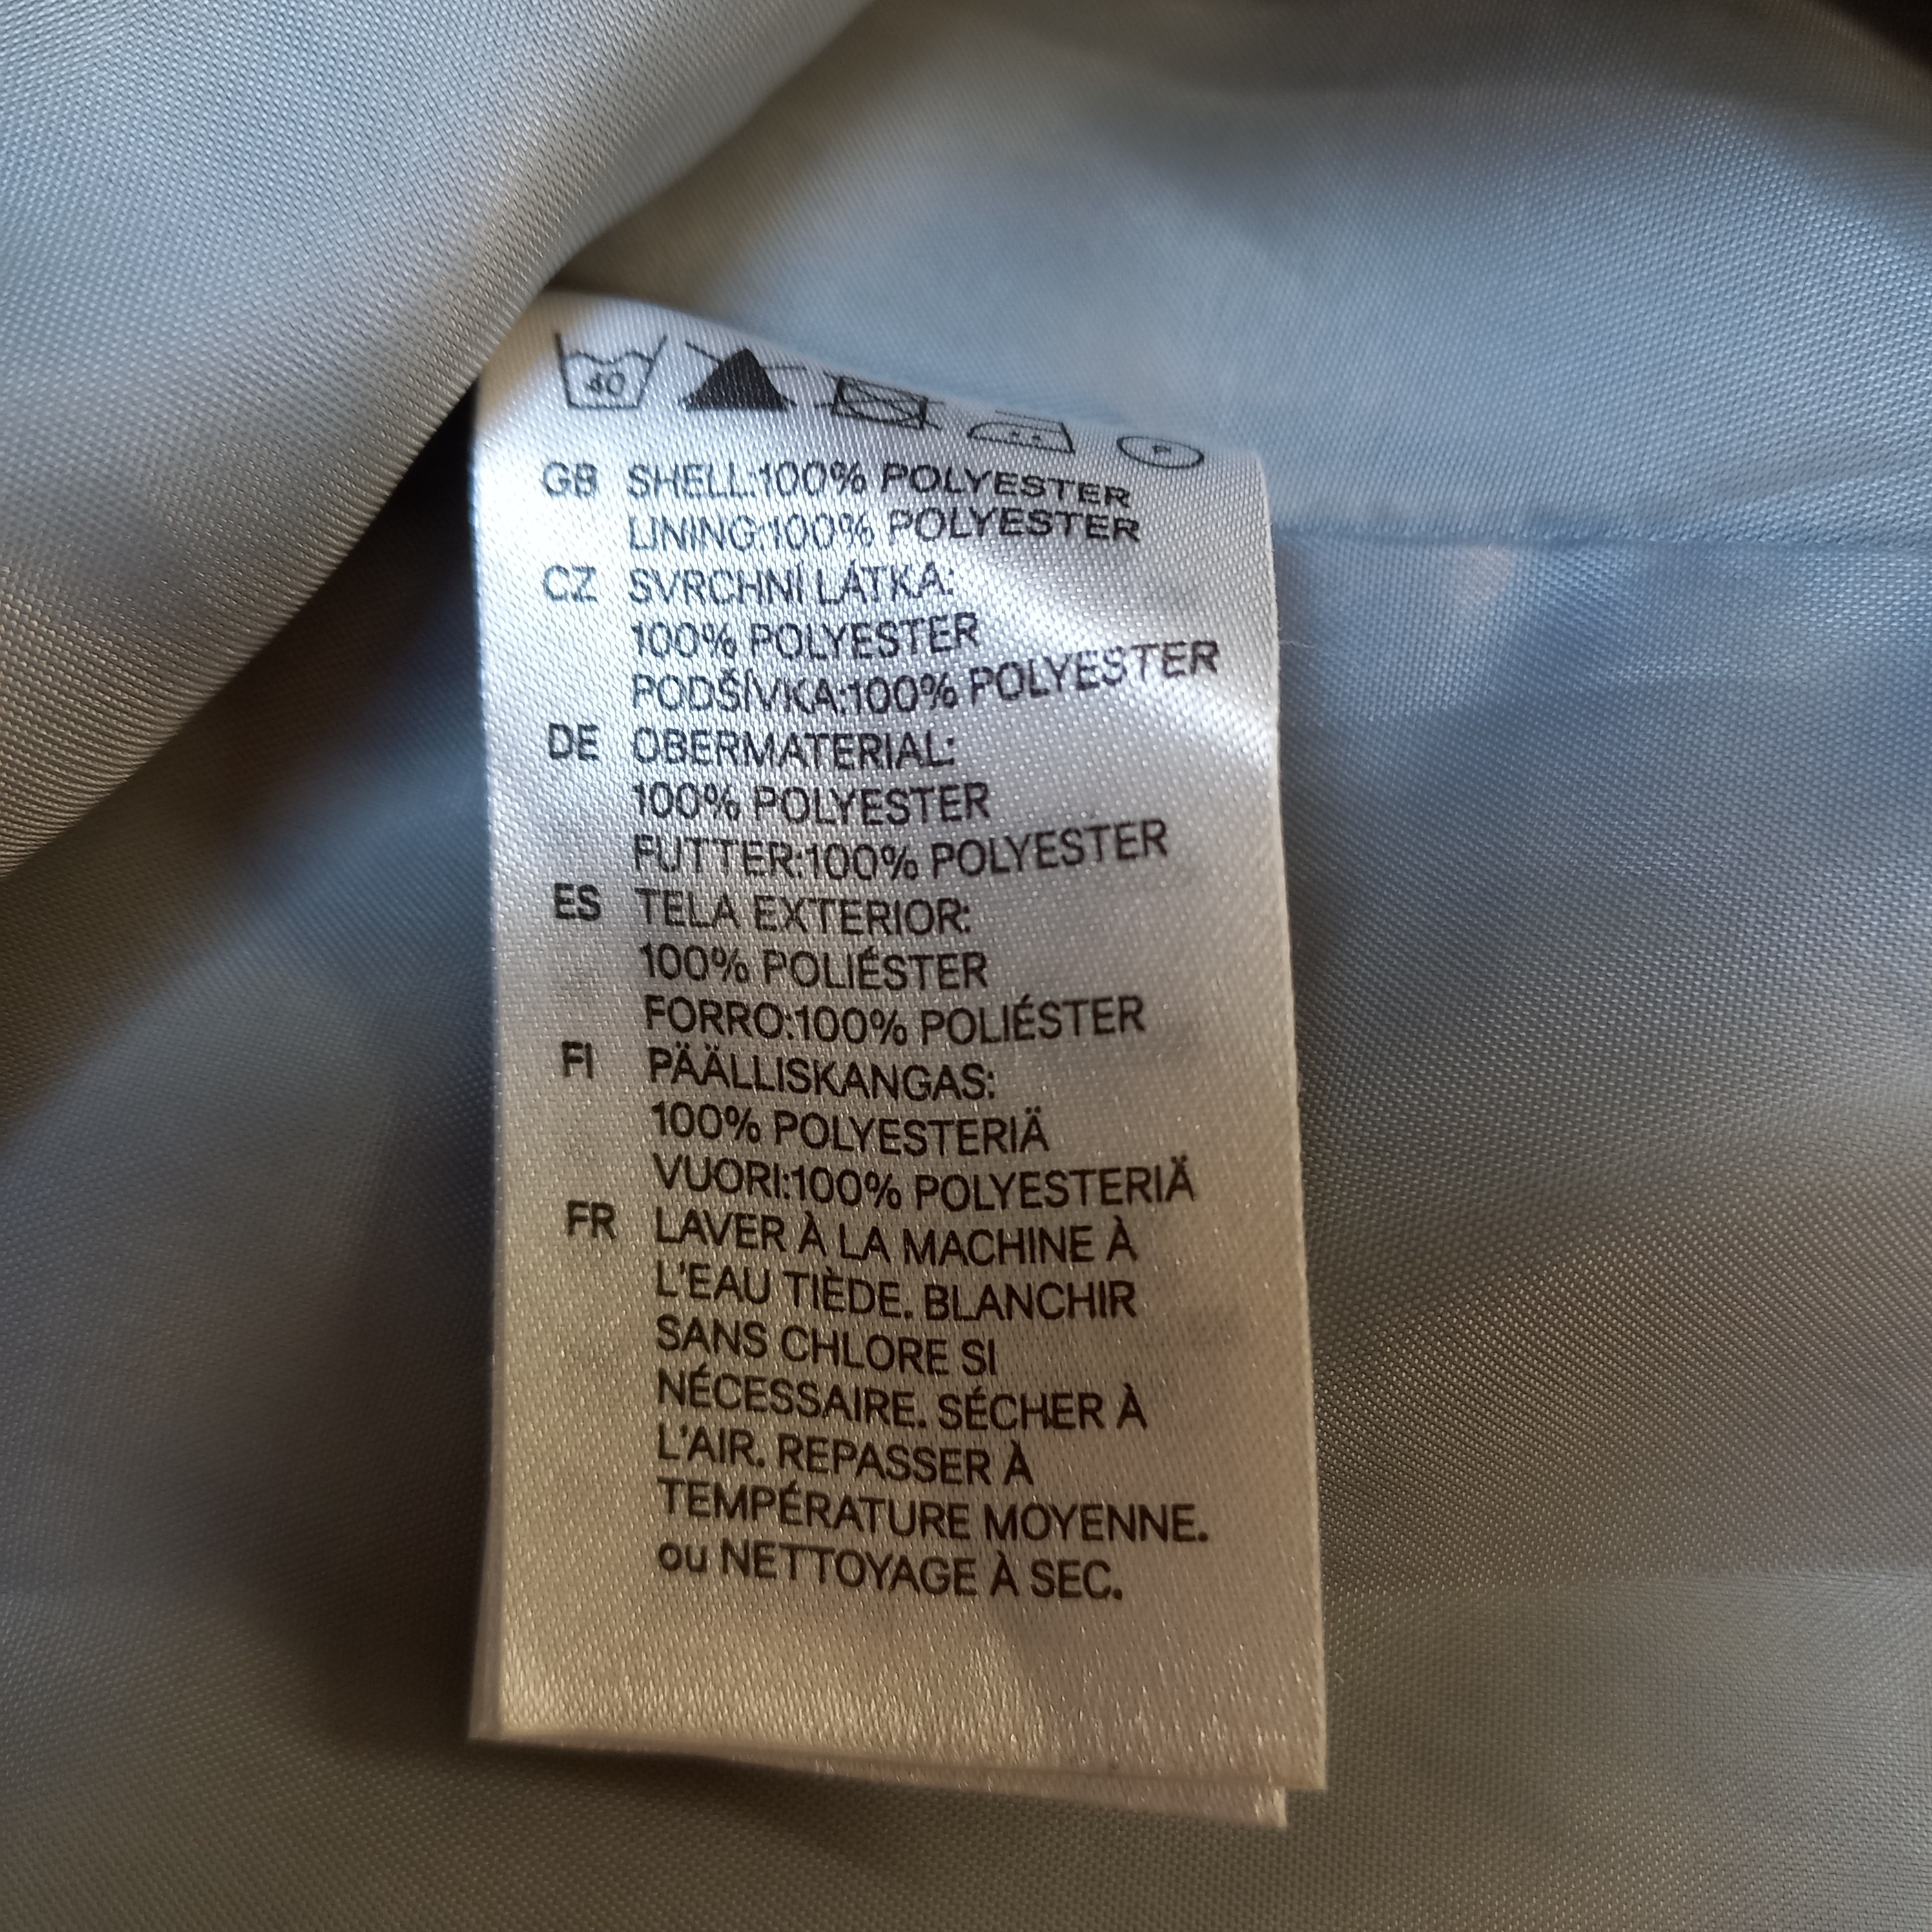 40
P
GB SHELL:100% POLYESTER
LINING:100% POLYESTER
CZ SVRCHNÍ LÁTKA:
100% POLYESTER
PODŠÍVKA:100% POLYESTER
DE OBERMATERIAL:
100% POLYESTER
FUTTER:100% POLYESTER
ES TELA EXTERIOR:
100% POLIÉSTER
FORRO:100% POLIÉSTER
FI PÄÄLLISKANGAS:
100% POLYESTERIÄ
VUORI:100% POLYESTERIÄ
FR LAVER À LA MACHINE À
L'EAU TIÈDE. BLANCHIR
SANS CHLORE SI
NÉCESSAIRE. SÉCHER À
L'AIR. REPASSER À
TEMPÉRATURE MOYENNE.
ou NETTOYAGE À SEC.